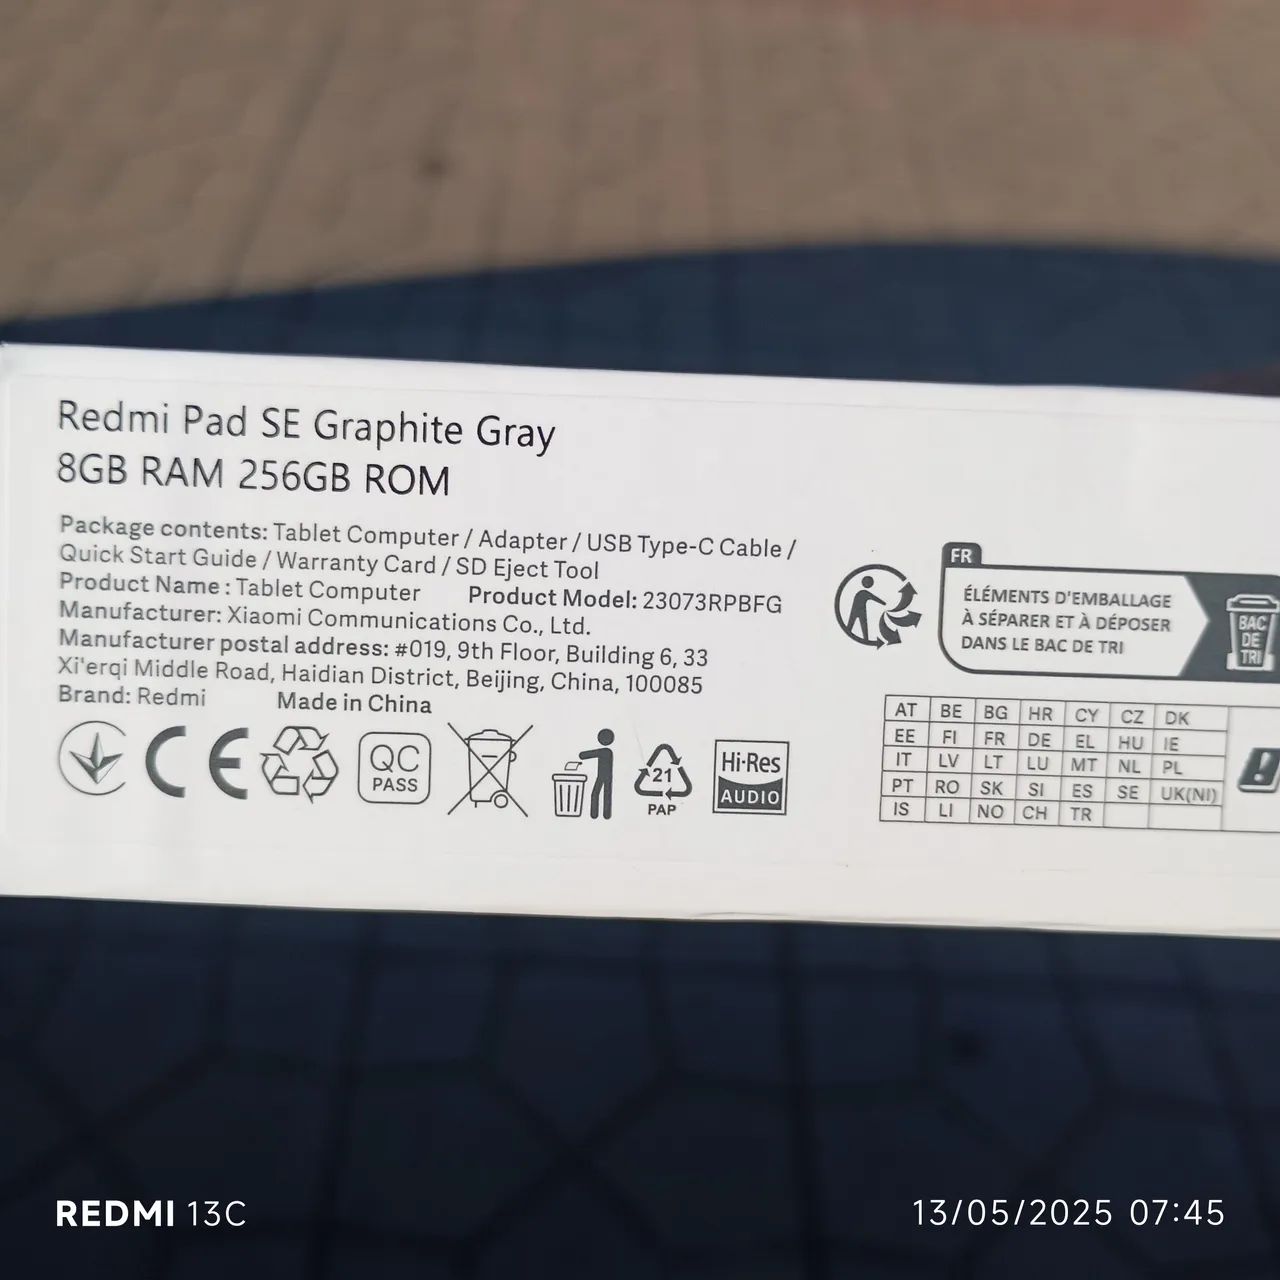 Redmi Pad SE Graphite Gray
8GB RAM 256GB ROM
Package contents: Tablet Computer / Adapter / USB Type-C Cable /
Quick Start Guide / Warranty Card / SD Eject Tool
Product Name : Tablet Computer Product Model: 23073RPBFG
Manufacturer: Xiaomi Communications Co., Ltd.
Manufacturer postal address: #019, 9th Floor, Building 6, 33
Xi'erqi Middle Road, Haidian District, Beijing, China, 100085
Brand: Redmi Made in China
CE
QC
PASS
21
PAP
Hi-Res
AUDIO
FR
ÉLÉMENTS D'EMBALLAGE
À SÉPARER ET À DÉPOSER
DANS LE BAC DE TRI
BAC
DE
TRI
AT BE BG HR CY CZ DK
EE FI FR DE EL HU IE
IT LV LT LU MT NL PL
PT RO SK SI ES SE UK(NI)
IS LI NO CH TR
REDMI 13C
13/05/2025 07:45